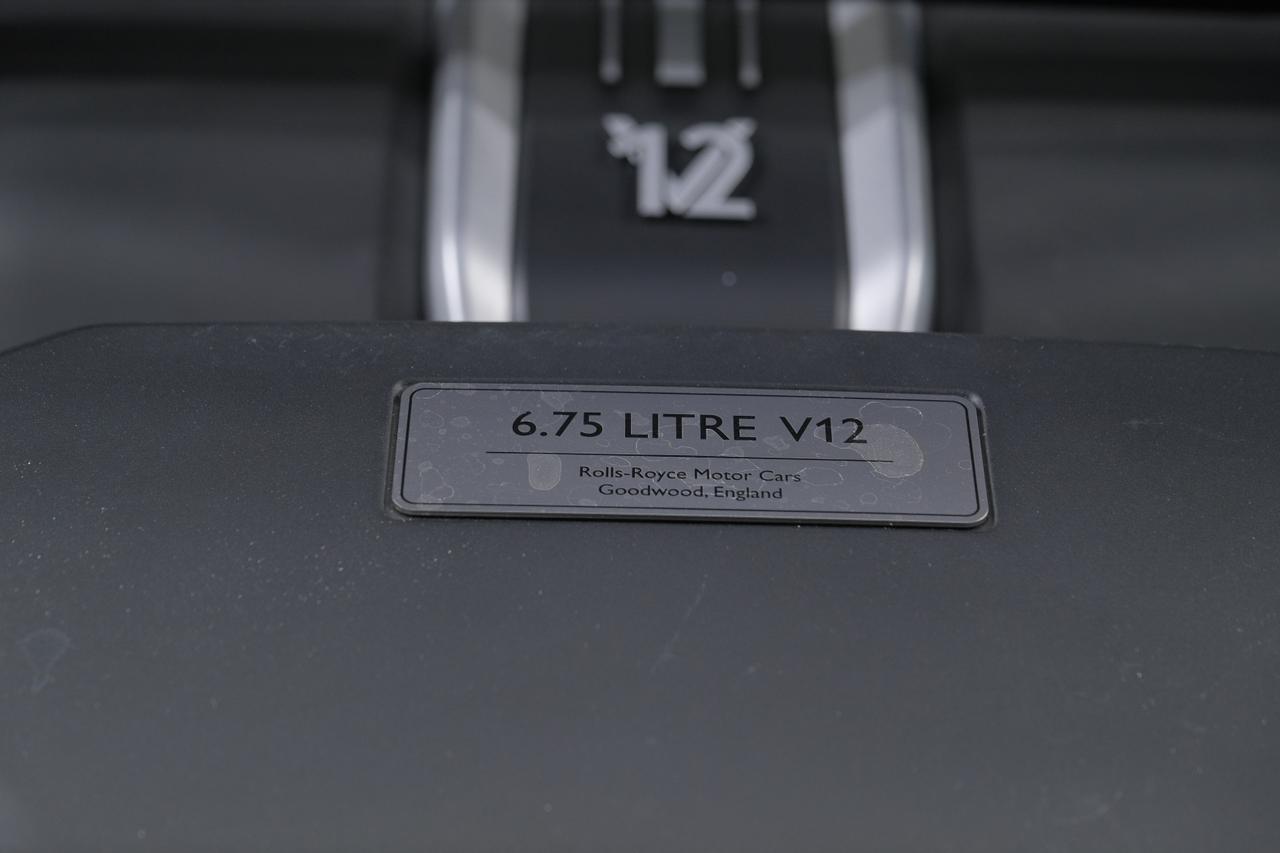 V12
6.75 LITRE V12
Rolls-Royce Motor Cars
Goodwood, England